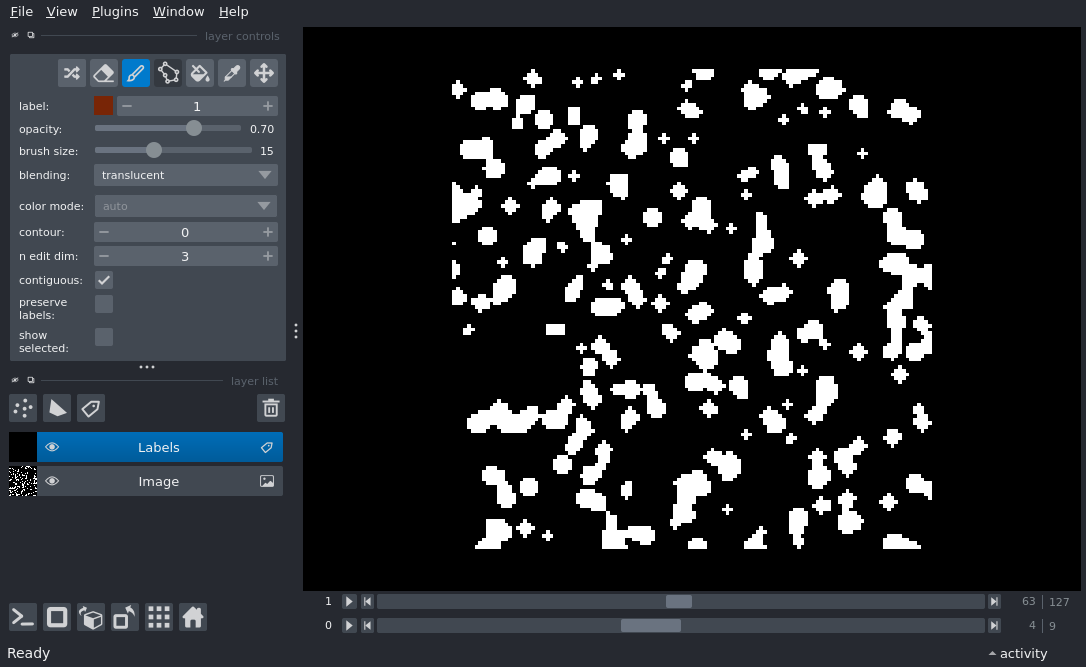 File View Plugins Window Help
layer controls
label: 1
opacity: 0.70
brush size: 15
blending: translucent
color mode: auto
contour: 0
n edit dim: 3
contiguous:
preserve
labels:
show
selected:
layer list
Labels
Image
1 63 127
0 4 9
Ready activity